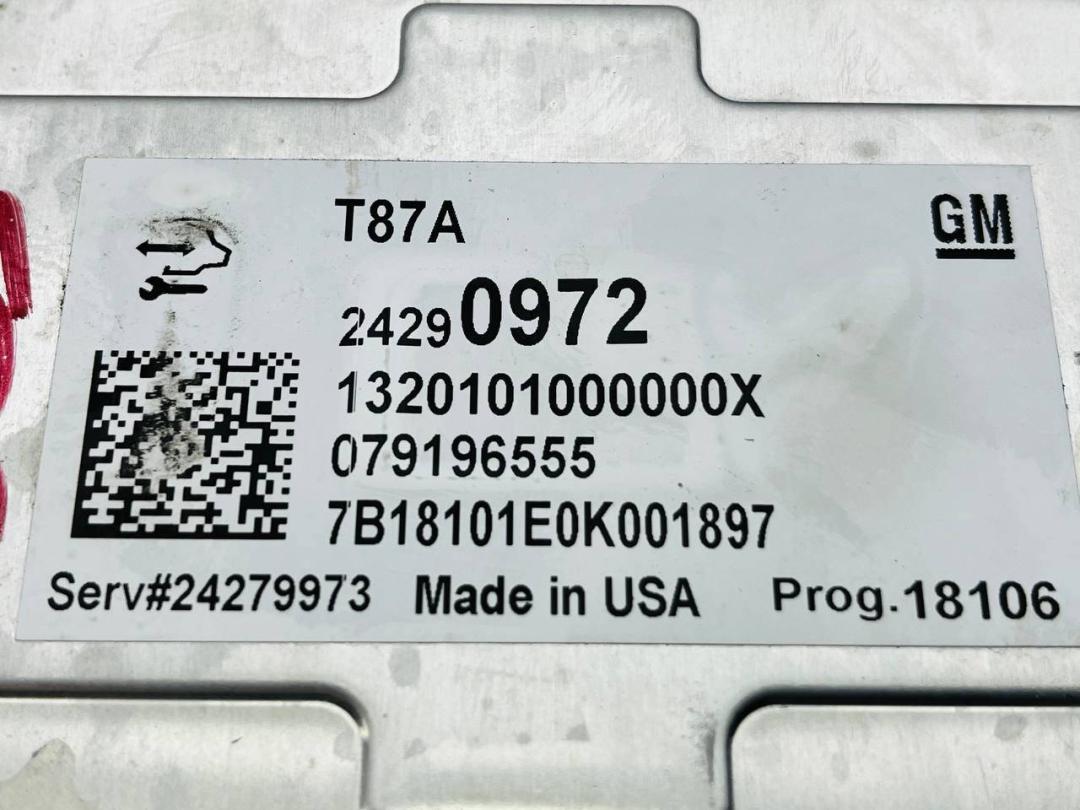 T87A
GM
24290972
1320101000000X
079196555
7B18101E0K001897
Serv#24279973 Made in USA Prog.18106